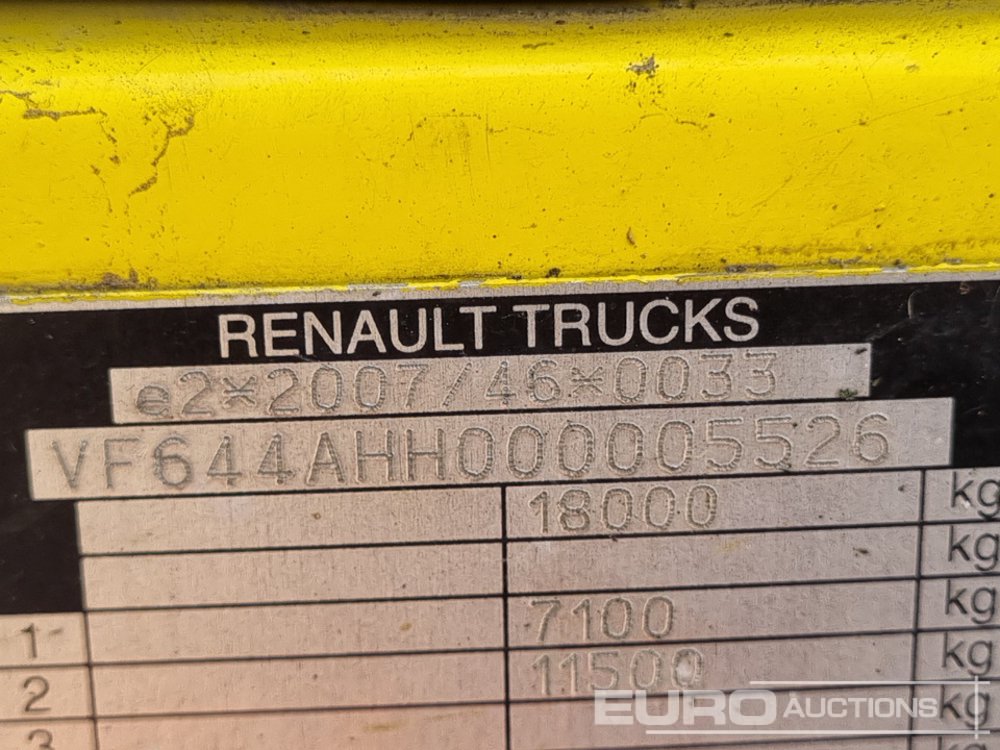 RENAULT TRUCKS
e2*2007/46*0033
VF644AHH000005526
18000 kg
kg
1 7100 kg
2 11500 kg
3 kg
EURO AUCTIONS